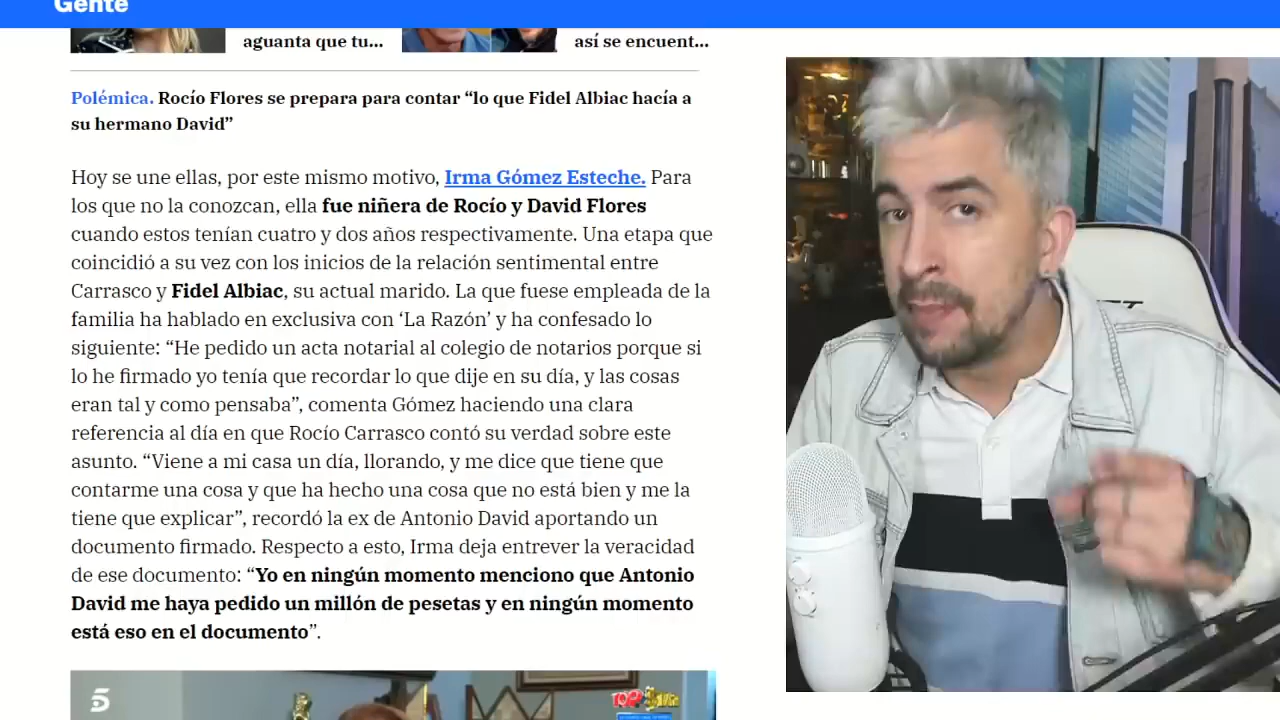 Gente
aguanta que tu...
así se encuent...
Polémica. Rocío Flores se prepara para contar “lo que Fidel Albiac hacía a
su hermano David”
Hoy se une ellas, por este mismo motivo, Irma Gómez Esteche. Para
los que no la conozcan, ella fue niñera de Rocío y David Flores
cuando estos tenían cuatro y dos años respectivamente. Una etapa que
coincidió a su vez con los inicios de la relación sentimental entre
Carrasco y Fidel Albiac, su actual marido. La que fuese empleada de la
familia ha hablado en exclusiva con ‘La Razón’ y ha confesado lo
siguiente: “He pedido un acta notarial al colegio de notarios porque si
lo he firmado yo tenía que recordar lo que dije en su día, y las cosas
eran tal y como pensaba”, comenta Gómez haciendo una clara
referencia al día en que Rocío Carrasco contó su verdad sobre este
asunto. “Viene a mi casa un día, llorando, y me dice que tiene que
contarme una cosa y que ha hecho una cosa que no está bien y me la
tiene que explicar”, recordó la ex de Antonio David aportando un
documento firmado. Respecto a esto, Irma deja entrever la veracidad
de ese documento: “Yo en ningún momento menciono que Antonio
David me haya pedido un millón de pesetas y en ningún momento
está eso en el documento”.
5
TOP